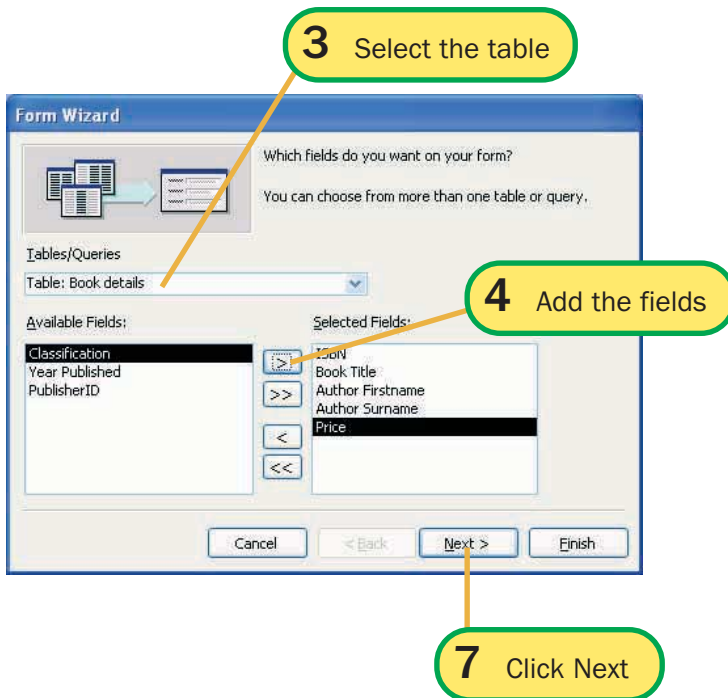 3 Select the table
Form Wizard
Which fields do you want on your form?
You can choose from more than one table or query.
Tables/Queries
Table: Book details
4 Add the fields
Available Fields:
Selected Fields:
Classification
Year Published
PublisherID
>
>>
<
<<
ISBN
Book Title
Author Firstname
Author Surname
Price
Cancel
< Back
Next >
Finish
7 Click Next